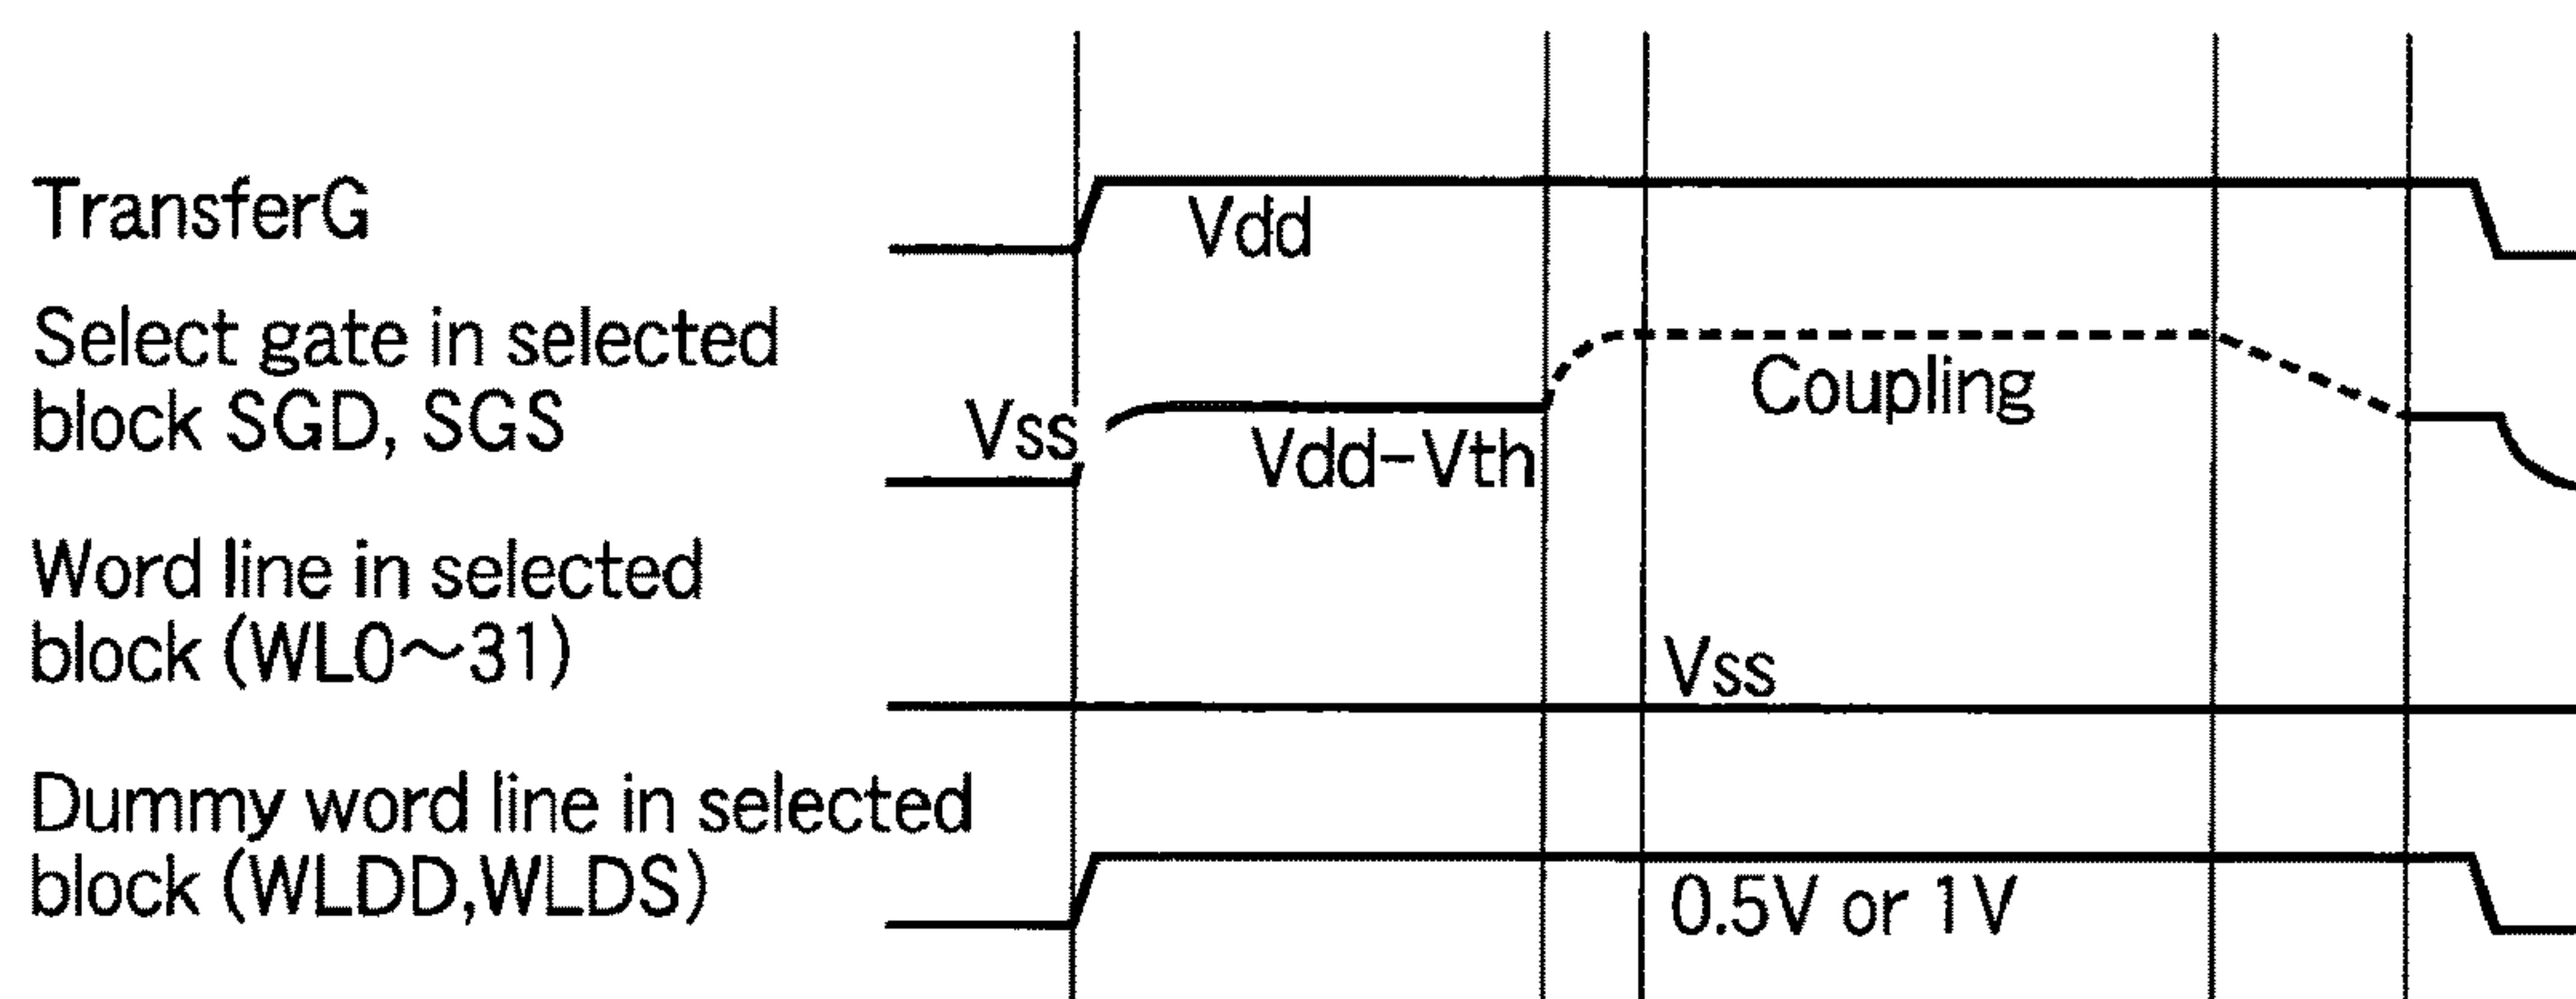 TransferG
Vdd
Select gate in selected
block SGD, SGS
Vss
Vdd-Vth
Coupling
Word line in selected
block (WL0～31)
Vss
Dummy word line in selected
block (WLDD,WLDS)
0.5V or 1V